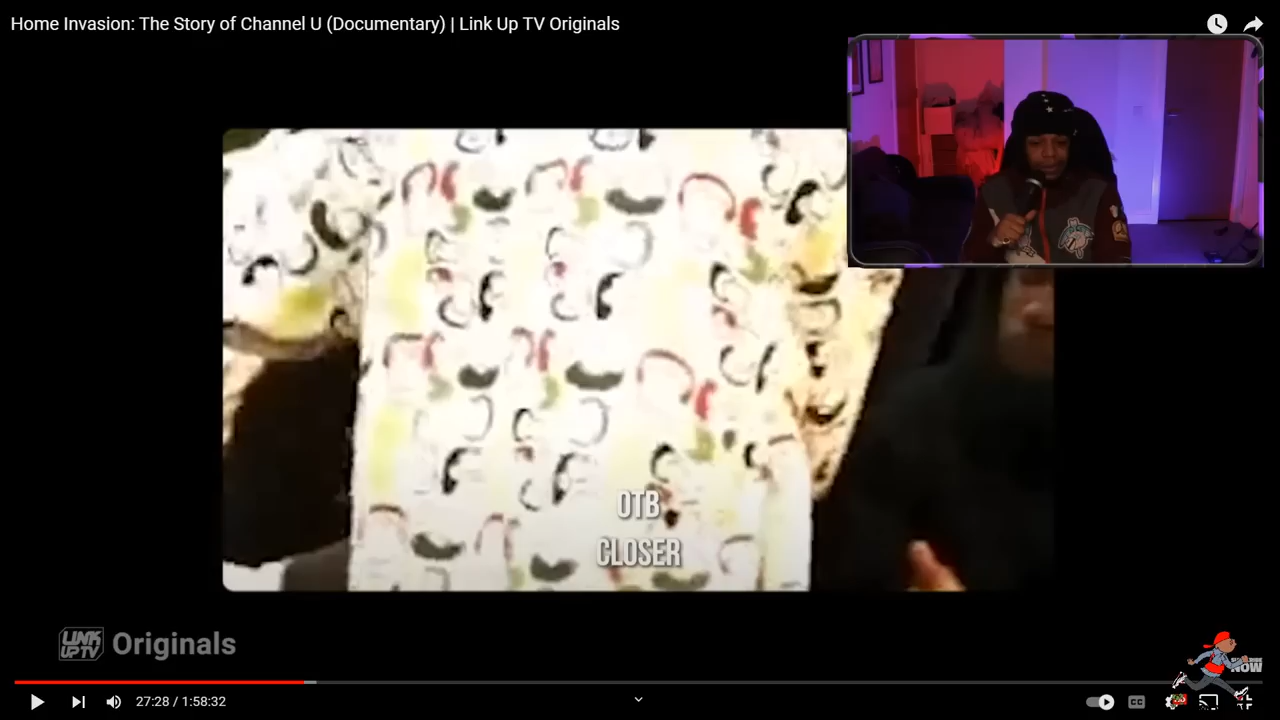 Home Invasion: The Story of Channel U (Documentary) | Link Up TV Originals
OTB
CLOSER
LINK UP TV Originals
NOW
27:28 / 1:58:32
CC